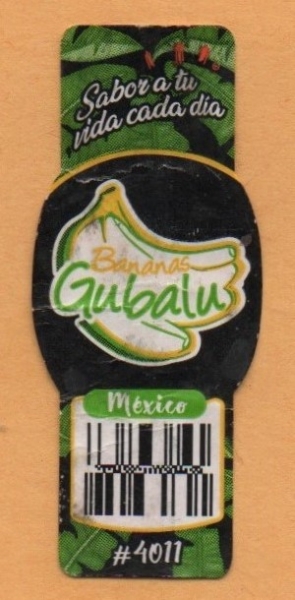 Sabor a tu
vida cada día
Bananas
Gubalu
México
#4011